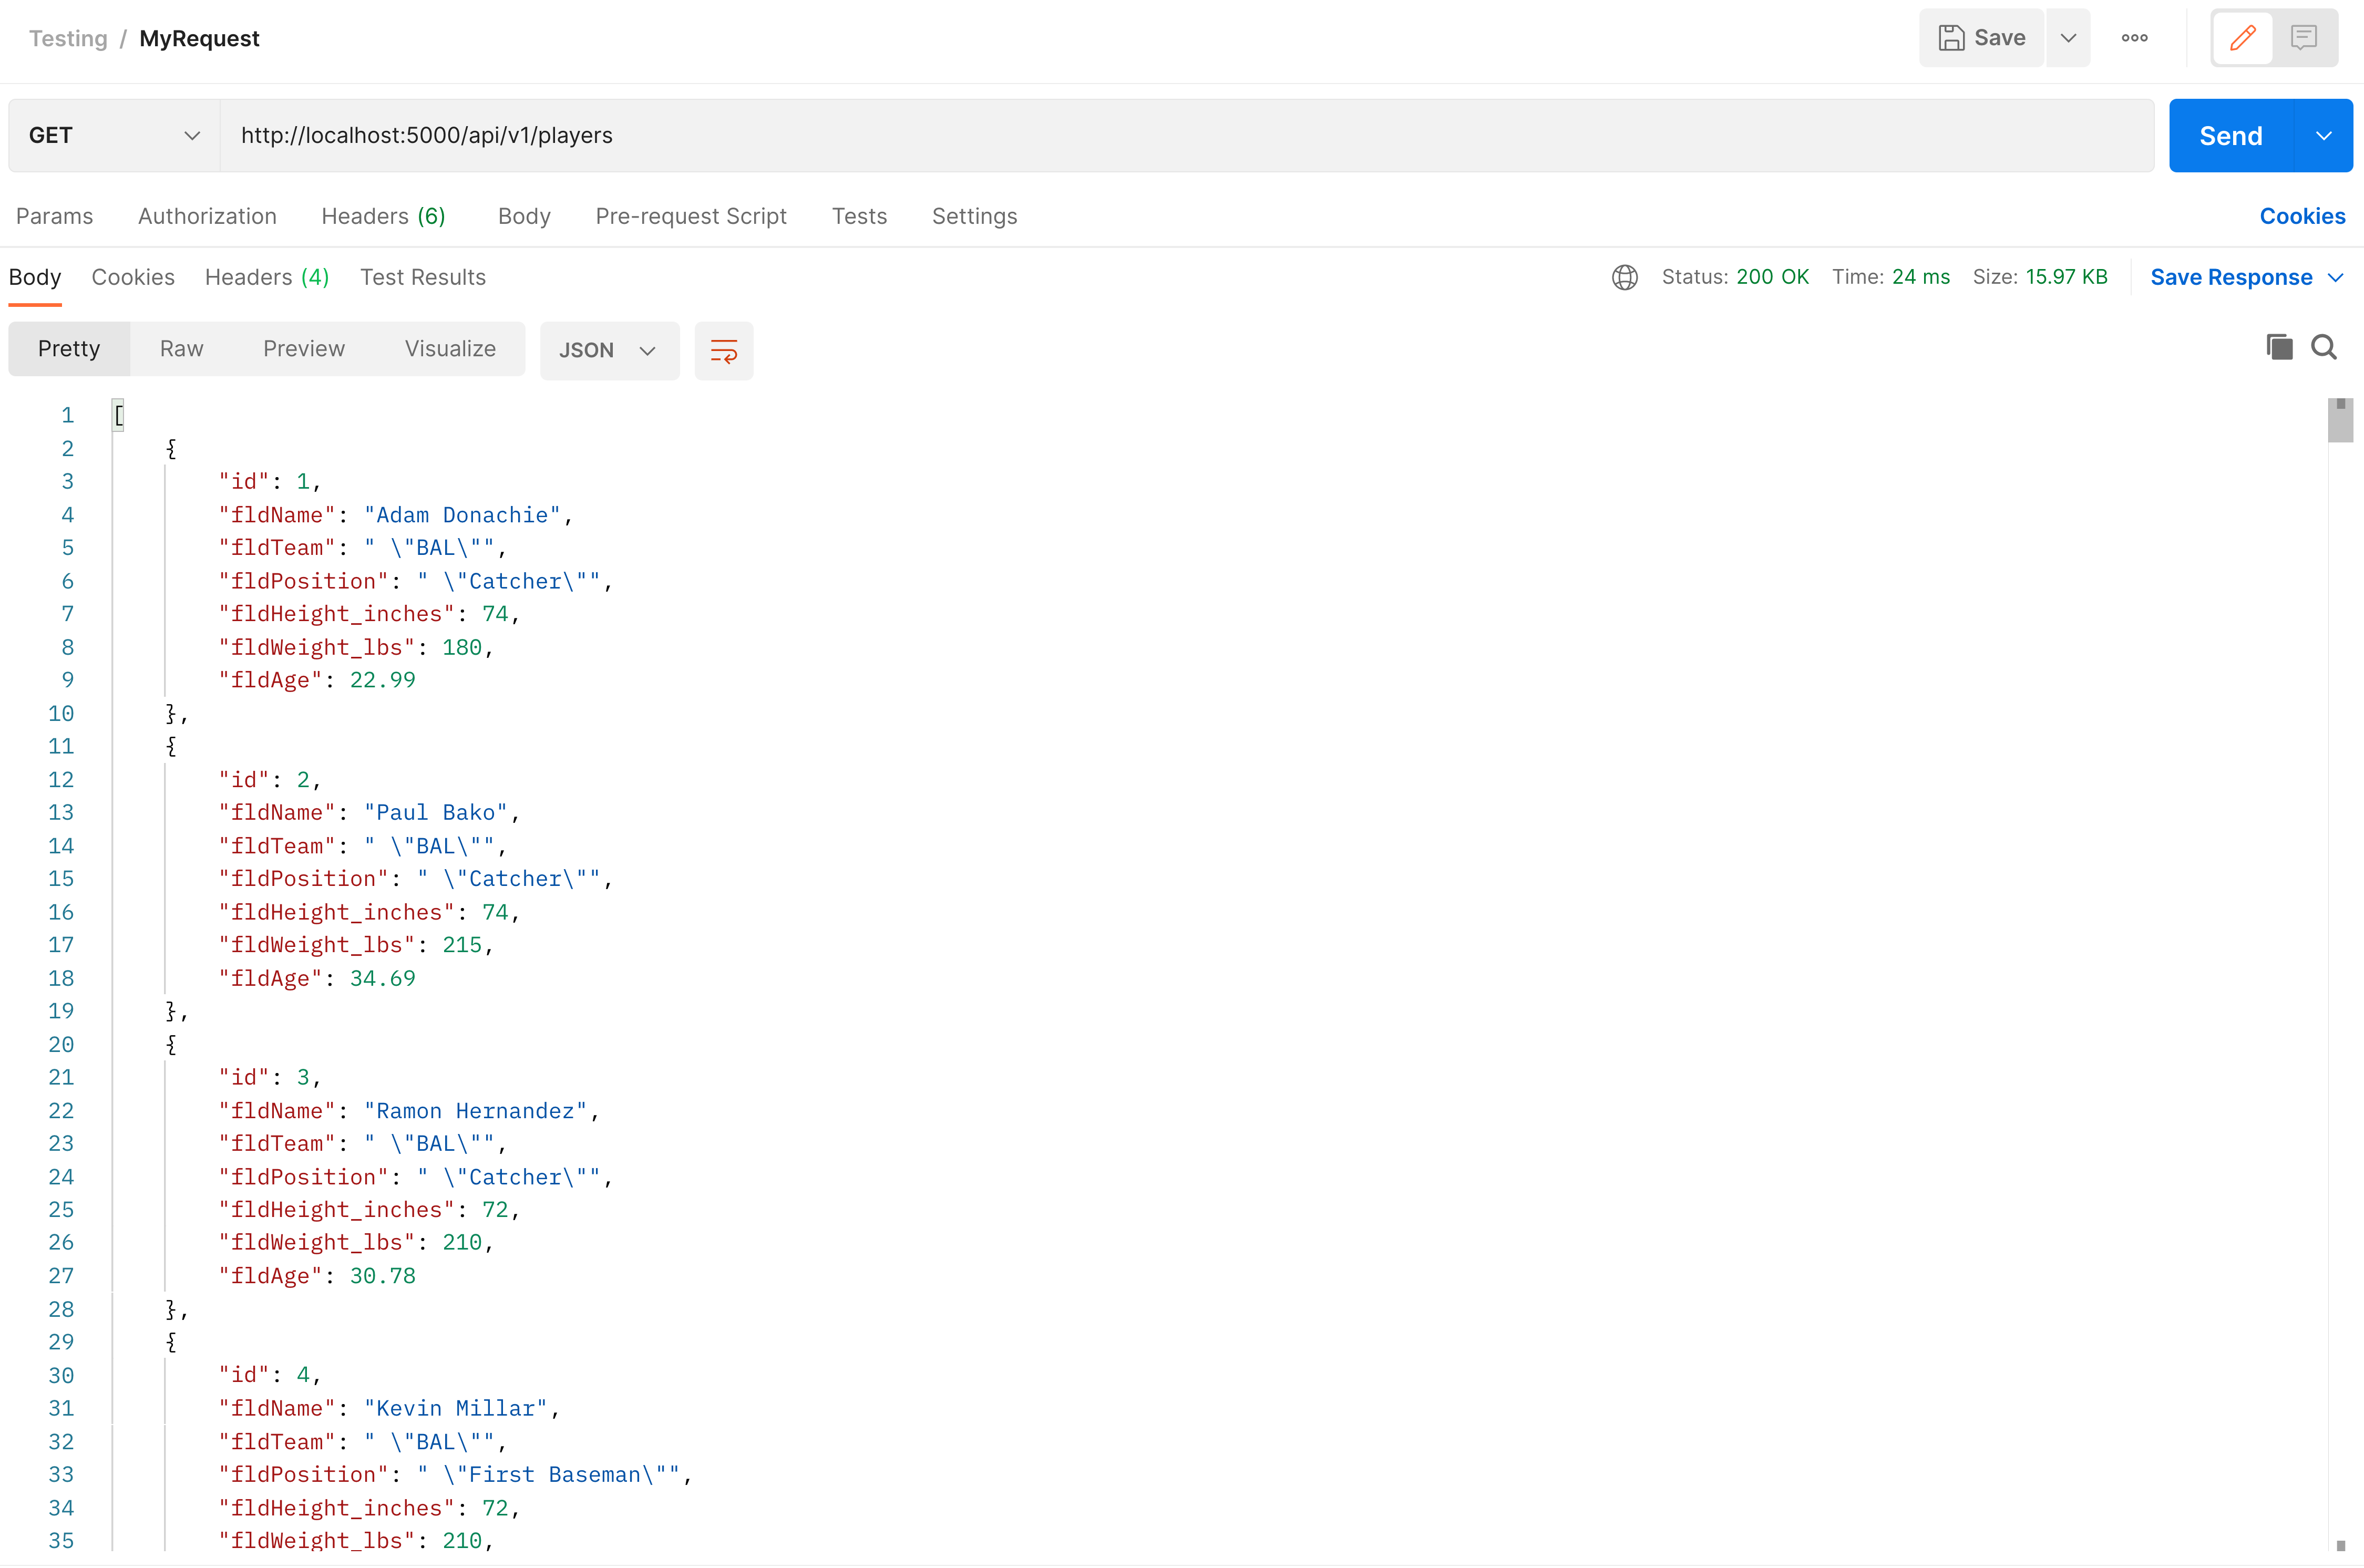 Testing / MyRequest
Save
GET
http://localhost:5000/api/v1/players
Send
Params Authorization Headers (6) Body Pre-request Script Tests Settings Cookies
Body Cookies Headers (4) Test Results Status: 200 OK Time: 24 ms Size: 15.97 KB Save Response
Pretty Raw Preview Visualize JSON
1 [
2 {
3 "id": 1,
4 "fldName": "Adam Donachie",
5 "fldTeam": " \"BAL\"",
6 "fldPosition": " \"Catcher\"",
7 "fldHeight_inches": 74,
8 "fldWeight_lbs": 180,
9 "fldAge": 22.99
10 },
11 {
12 "id": 2,
13 "fldName": "Paul Bako",
14 "fldTeam": " \"BAL\"",
15 "fldPosition": " \"Catcher\"",
16 "fldHeight_inches": 74,
17 "fldWeight_lbs": 215,
18 "fldAge": 34.69
19 },
20 {
21 "id": 3,
22 "fldName": "Ramon Hernandez",
23 "fldTeam": " \"BAL\"",
24 "fldPosition": " \"Catcher\"",
25 "fldHeight_inches": 72,
26 "fldWeight_lbs": 210,
27 "fldAge": 30.78
28 },
29 {
30 "id": 4,
31 "fldName": "Kevin Millar",
32 "fldTeam": " \"BAL\"",
33 "fldPosition": " \"First Baseman\"",
34 "fldHeight_inches": 72,
35 "fldWeight_lbs": 210,